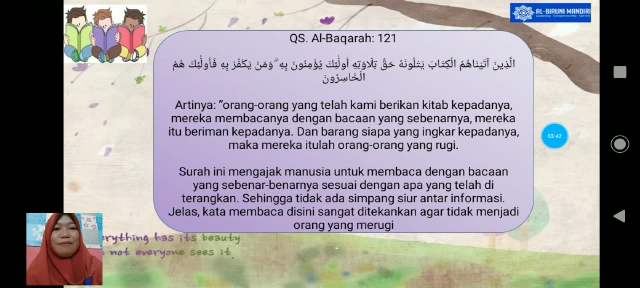 AL-BIRUNI MANDIRI
QS. Al-Baqarah: 121
الَّذِينَ آتَيْنَاهُمُ الْكِتَابَ يَتْلُونَهُ حَقَّ تِلَاوَتِهِ أُولَٰئِكَ يُؤْمِنُونَ بِهِ ۗ وَمَنْ يَكْفُرْ بِهِ فَأُولَٰئِكَ هُمُ
الْخَاسِرُونَ
Artinya: "orang-orang yang telah kami berikan kitab kepadanya,
mereka membacanya dengan bacaan yang sebenarnya, mereka
itu beriman kepadanya. Dan barang siapa yang ingkar kepadanya,
maka mereka itulah orang-orang yang rugi.
Surah ini mengajak manusia untuk membaca dengan bacaan
yang sebenar-benarnya sesuai dengan apa yang telah di
terangkan. Sehingga tidak ada simpang siur antar informasi.
Jelas, kata membaca disini sangat ditekankan agar tidak menjadi
orang yang merugi
03:42
erything has its beauty
not everyone sees it